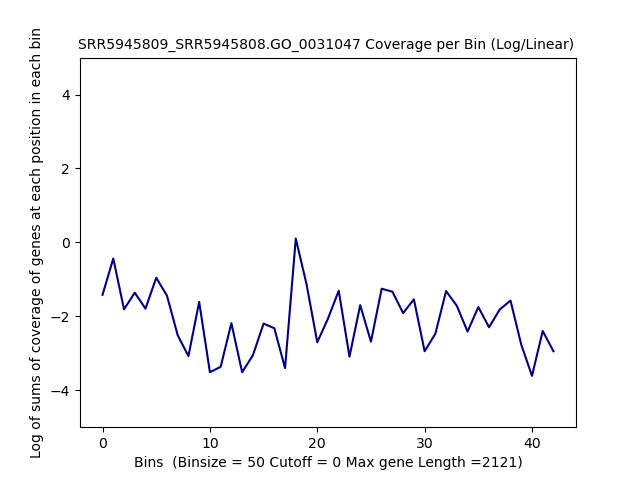 SRR5945809_SRR5945808.GO_0031047 Coverage per Bin (Log/Linear)
Log of sums of coverage of genes at each position in each bin
4
2
0
−2
−4
0 10 20 30 40
Bins  (Binsize = 50 Cutoff = 0 Max gene Length =2121)